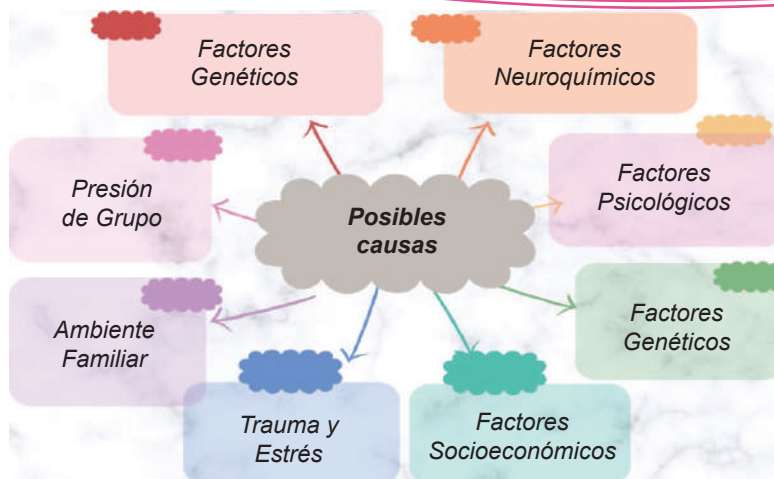 Factores
Genéticos
Factores
Neuroquímicos
Presión
de Grupo
Posibles
causas
Factores
Psicológicos
Ambiente
Familiar
Factores
Genéticos
Trauma y
Estrés
Factores
Socioeconómicos